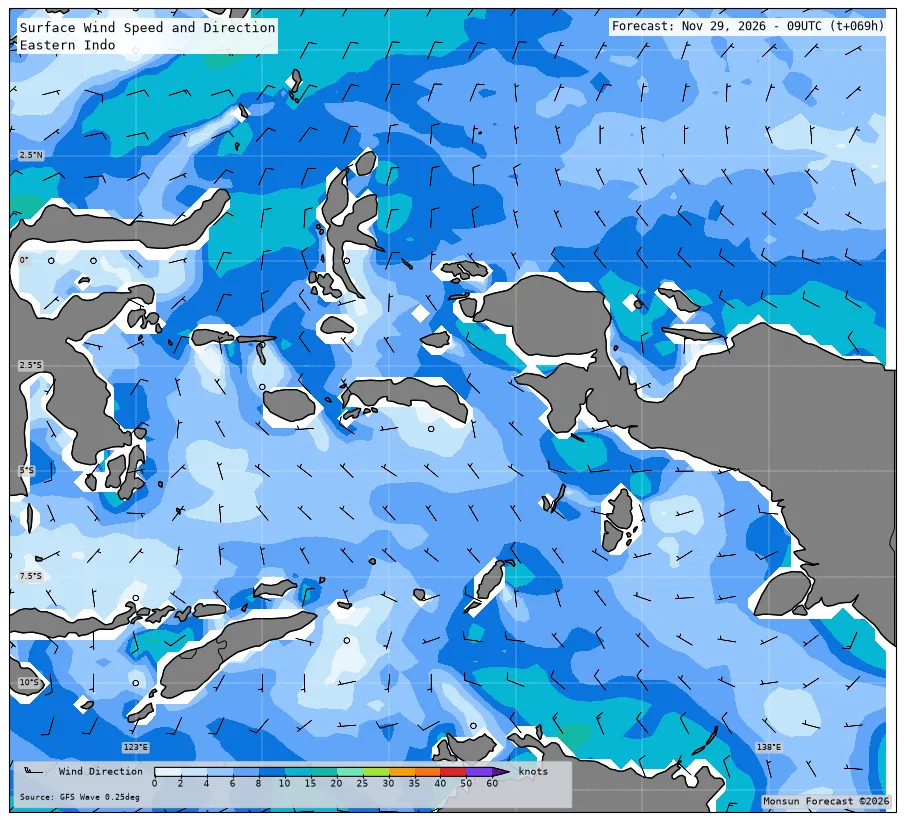 Surface Wind Speed and Direction
Eastern Indo
Forecast: Nov 29, 2026 - 09UTC (t+069h)
2.5°N
0°
2.5°S
5°S
7.5°S
10°S
123°E
138°E
Wind Direction
knots
0 2 4 6 8 10 15 20 25 30 35 40 50 60
Source: GFS Wave 0.25deg
Monsun Forecast ©2026